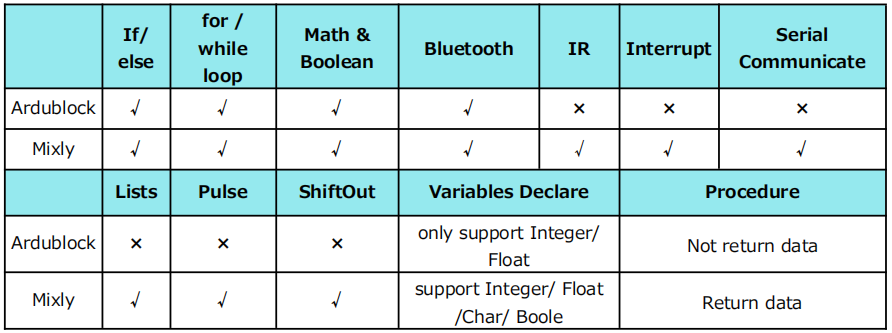 If/ else for / while loop Math & Boolean Bluetooth IR Interrupt Serial Communicate
Ardublock √ √ √ √ × × ×
Mixly √ √ √ √ √ √ √
Lists Pulse ShiftOut Variables Declare Procedure
Ardublock × × × only support Integer/ Float Not return data
Mixly √ √ √ support Integer/ Float /Char/ Boole Return data